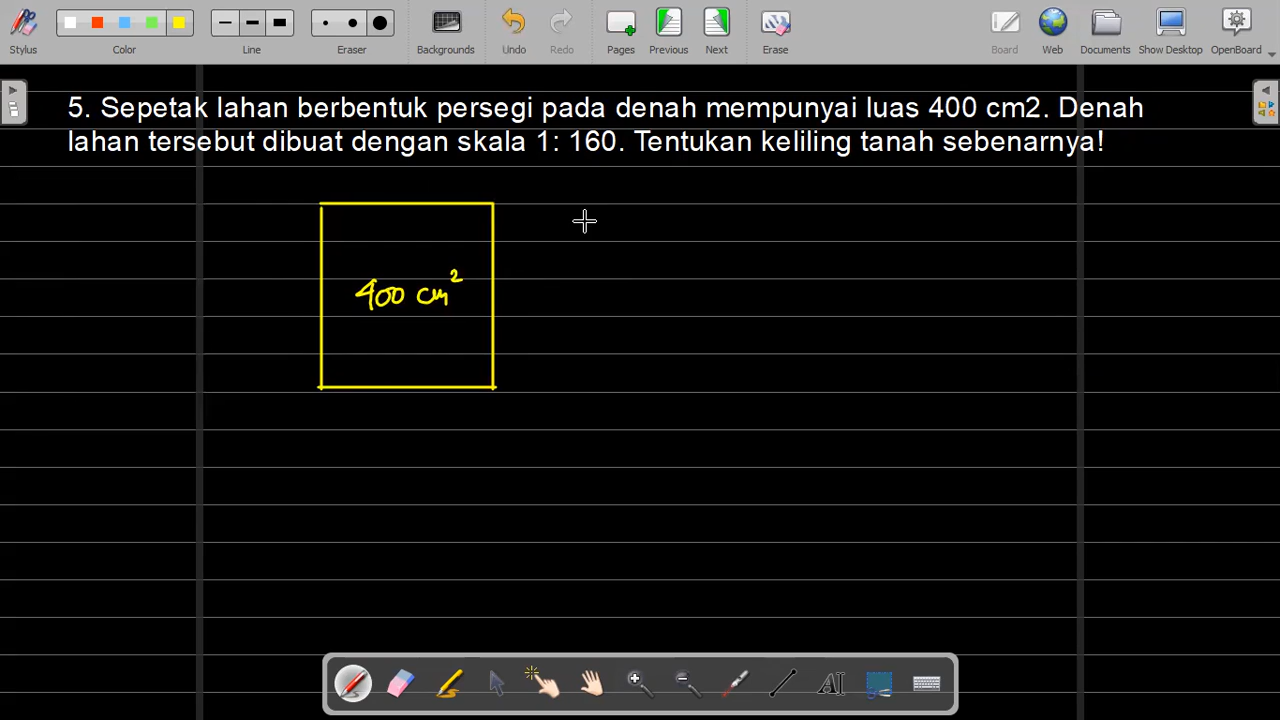 Stylus Color Line Eraser Backgrounds Undo Redo Pages Previous Next Erase Board Web Documents Show Desktop OpenBoard
5. Sepetak lahan berbentuk persegi pada denah mempunyai luas 400 cm2. Denah
lahan tersebut dibuat dengan skala 1: 160. Tentukan keliling tanah sebenarnya!
400 cm²
AI